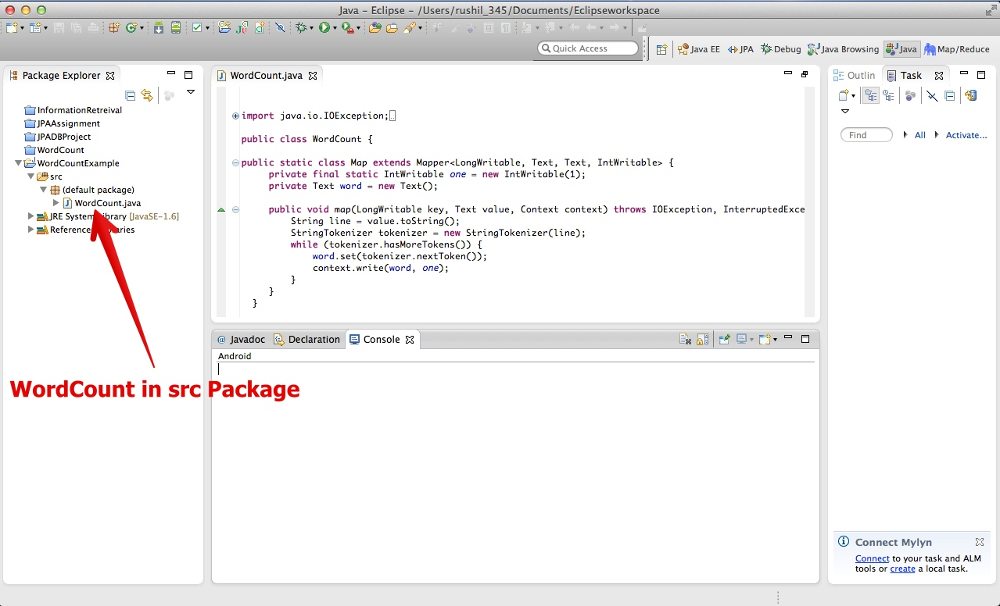 Java – Eclipse – /Users/rushil_345/Documents/Eclipseworkspace
Quick Access
Java EE
JPA
Debug
Java Browsing
Java
Map/Reduce
Package Explorer
InformationRetreival
JPAAssignment
JPADBProject
WordCount
WordCountExample
src
(default package)
WordCount.java
JRE System Library [JavaSE-1.6]
WordCount in src Package
WordCount.java
import java.io.IOException;
public class WordCount {
public static class Map extends Mapper<LongWritable, Text, Text, IntWritable> {
private final static IntWritable one = new IntWritable(1);
private Text word = new Text();
public void map(LongWritable key, Text value, Context context) throws IOException, InterruptedExce
String line = value.toString();
StringTokenizer tokenizer = new StringTokenizer(line);
while (tokenizer.hasMoreTokens()) {
word.set(tokenizer.nextToken());
context.write(word, one);
}
}
}
@ Javadoc
Declaration
Console
Android
Outlin
Task
Find
All
Activate...
Connect Mylyn
Connect to your task and ALM
tools or create a local task.